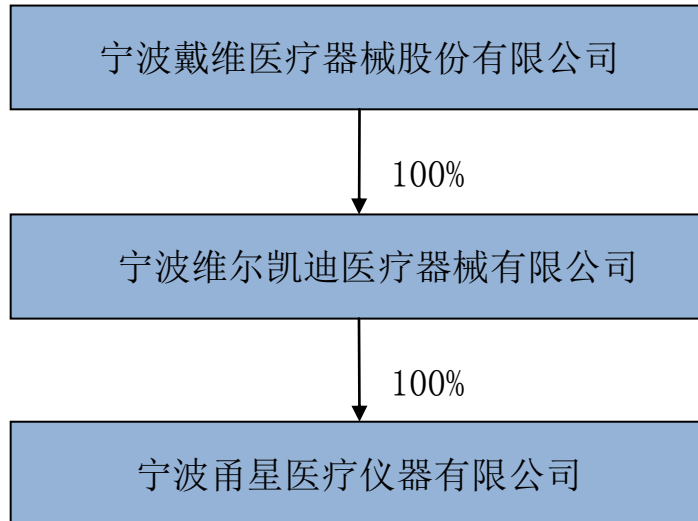 宁波戴维医疗器械股份有限公司
100%
宁波维尔凯迪医疗器械有限公司
100%
宁波甬星医疗仪器有限公司